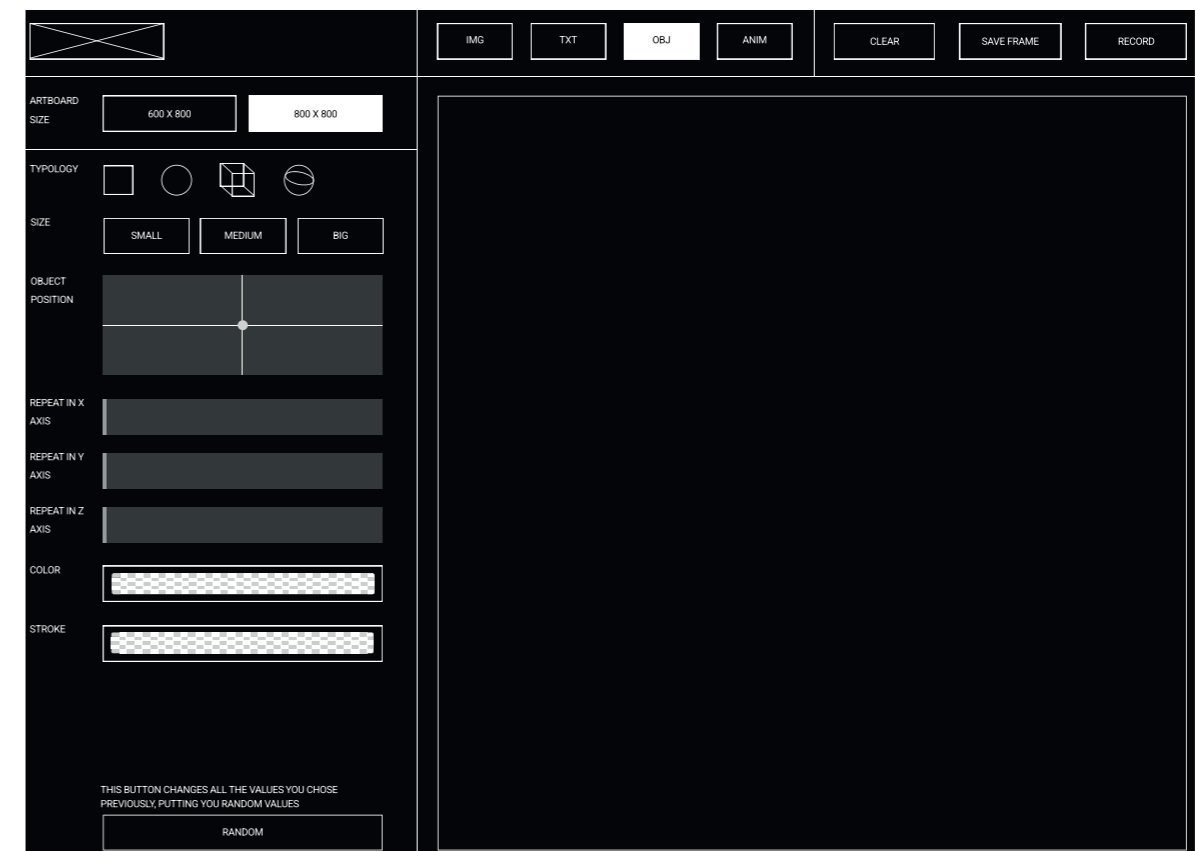 IMG
TXT
OBJ
ANIM
CLEAR
SAVE FRAME
RECORD
ARTBOARD
SIZE
600 X 800
800 X 800
TYPOLOGY
SIZE
SMALL
MEDIUM
BIG
OBJECT
POSITION
REPEAT IN X
AXIS
REPEAT IN Y
AXIS
REPEAT IN Z
AXIS
COLOR
STROKE
THIS BUTTON CHANGES ALL THE VALUES YOU CHOSE
PREVIOUSLY, PUTTING YOU RANDOM VALUES
RANDOM